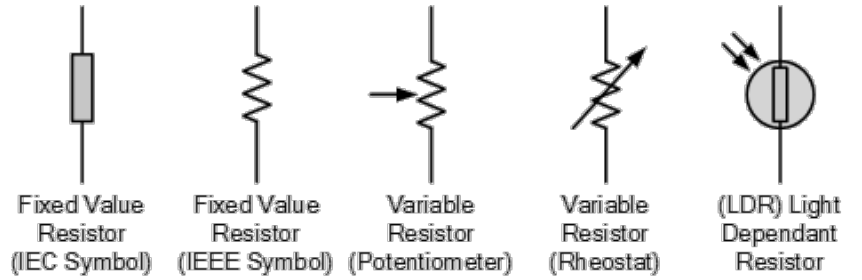 Fixed Value
Resistor
(IEC Symbol)
Fixed Value
Resistor
(IEEE Symbol)
Variable
Resistor
(Potentiometer)
Variable
Resistor
(Rheostat)
(LDR) Light
Dependant
Resistor